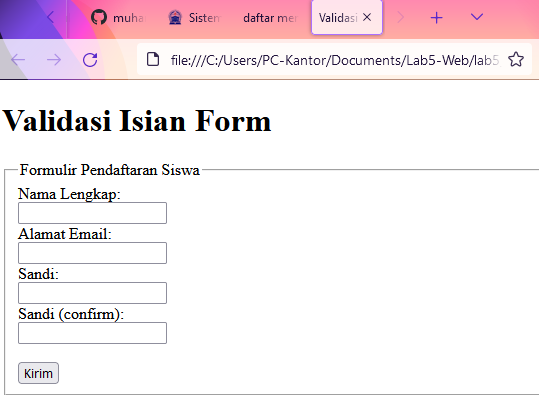 muha
Sistem
daftar mer
Validasi
file:///C:/Users/PC-Kantor/Documents/Lab5-Web/lab5
Validasi Isian Form
Formulir Pendaftaran Siswa
Nama Lengkap:
Alamat Email:
Sandi:
Sandi (confirm):
Kirim